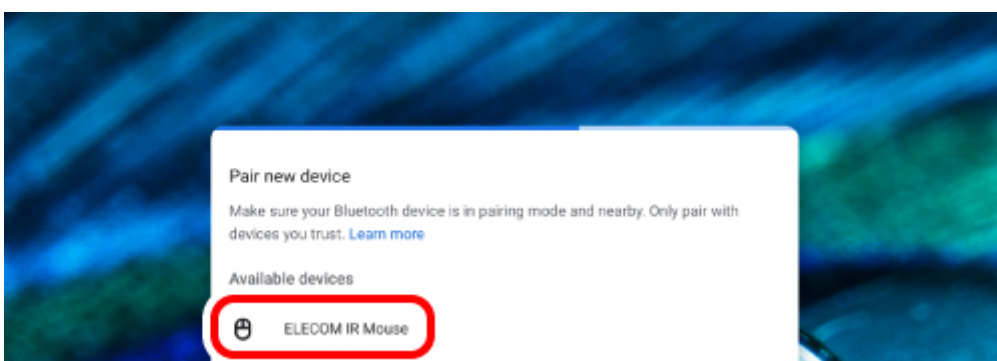 Pair new device
Make sure your Bluetooth device is in pairing mode and nearby. Only pair with
devices you trust. Learn more
Available devices
ELECOM IR Mouse